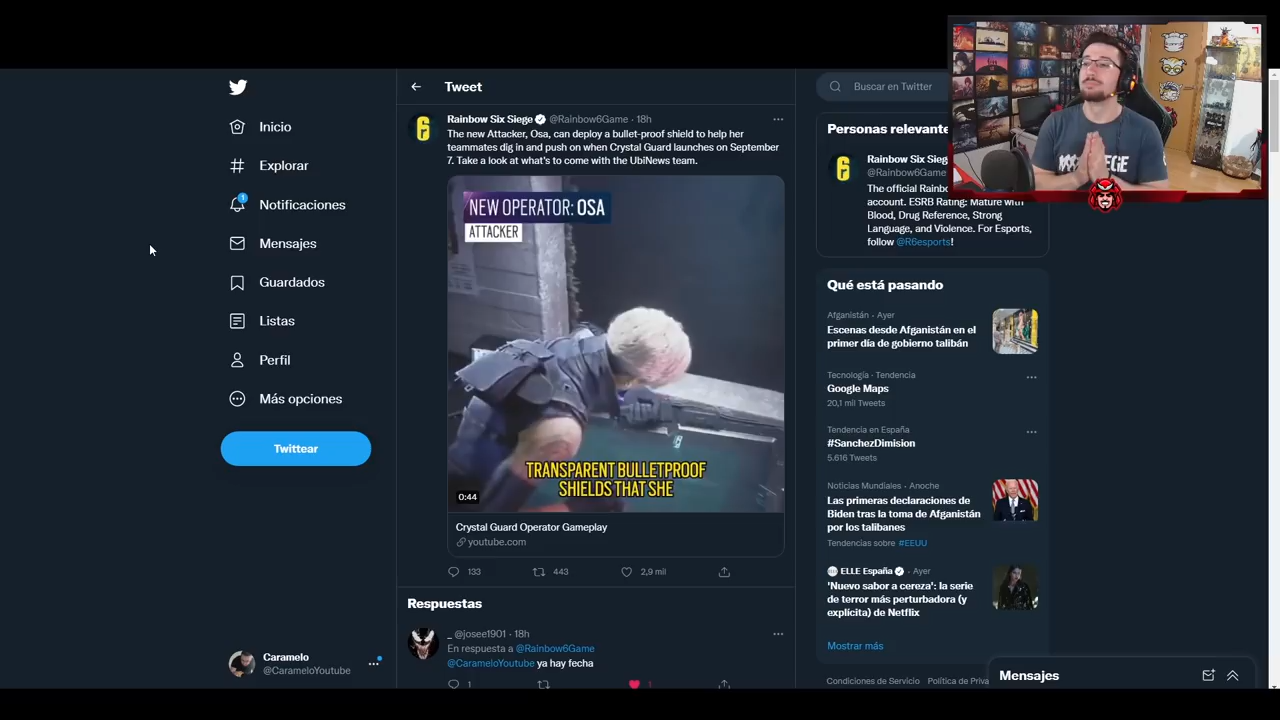 Inicio
Explorar
1
Notificaciones
Mensajes
Guardados
Listas
Perfil
Más opciones
Twittear
Caramelo
@CarameloYoutube
Tweet
Rainbow Six Siege @Rainbow6Game · 18h
The new Attacker, Osa, can deploy a bullet-proof shield to help her
teammates dig in and push on when Crystal Guard launches on September
7. Take a look at what's to come with the UbiNews team.
NEW OPERATOR: OSA
ATTACKER
TRANSPARENT BULLETPROOF
SHIELDS THAT SHE
0:44
Crystal Guard Operator Gameplay
youtube.com
133 443 2,9 mil
Respuestas
_ @josee1901 · 18h
En respuesta a @Rainbow6Game
@CarameloYoutube ya hay fecha
1 1
Buscar en Twitter
Personas relevante
Rainbow Six Sieg
@Rainbow6Game
The official Rainbo
account. ESRB Rating: Mature with
Blood, Drug Reference, Strong
Language, and Violence. For Esports,
follow @R6esports!
Qué está pasando
Afganistán · Ayer
Escenas desde Afganistán en el
primer día de gobierno talibán
Tecnología · Tendencia
Google Maps
20,1 mil Tweets
Tendencia en España
#SanchezDimision
5.616 Tweets
Noticias Mundiales · Anoche
Las primeras declaraciones de
Biden tras la toma de Afganistán
por los talibanes
Tendencias sobre #EEUU
ELLE España · Ayer
'Nuevo sabor a cereza': la serie
de terror más perturbadora (y
explícita) de Netflix
Mostrar más
Condiciones de Servicio Política de Priva
Mensajes